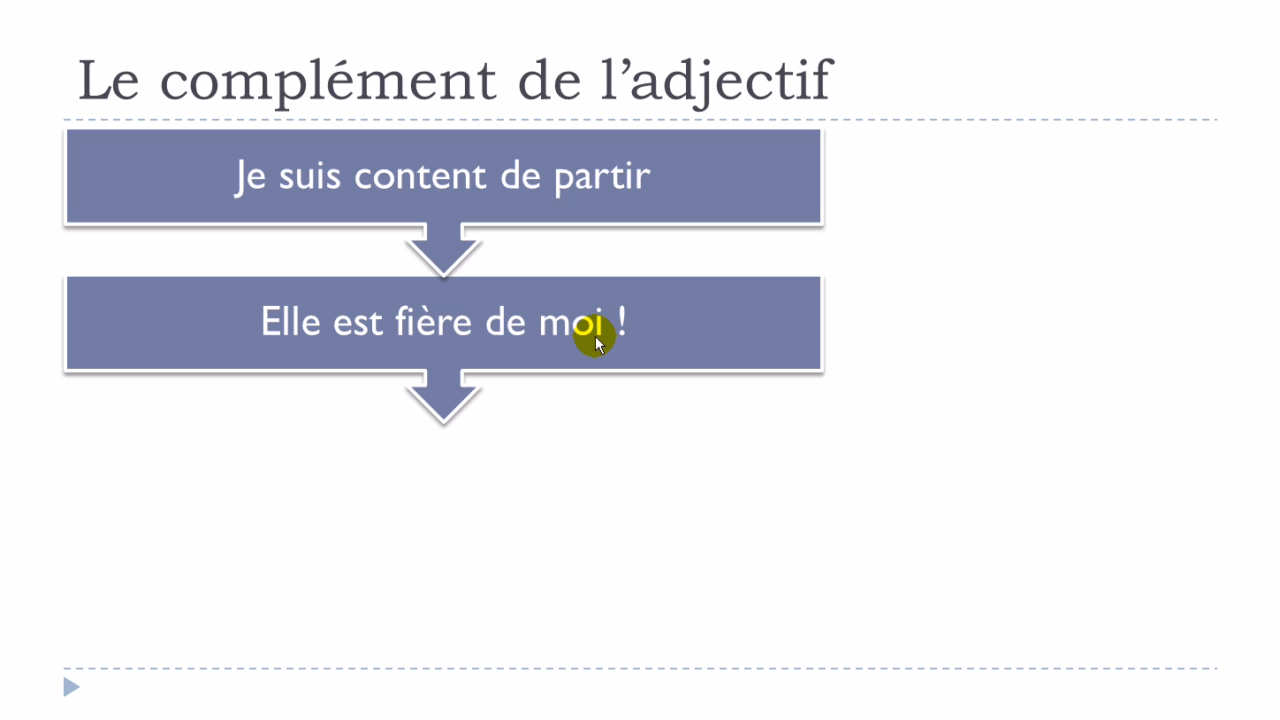 Le complément de l’adjectif
Je suis content de partir
Elle est fière de moi !